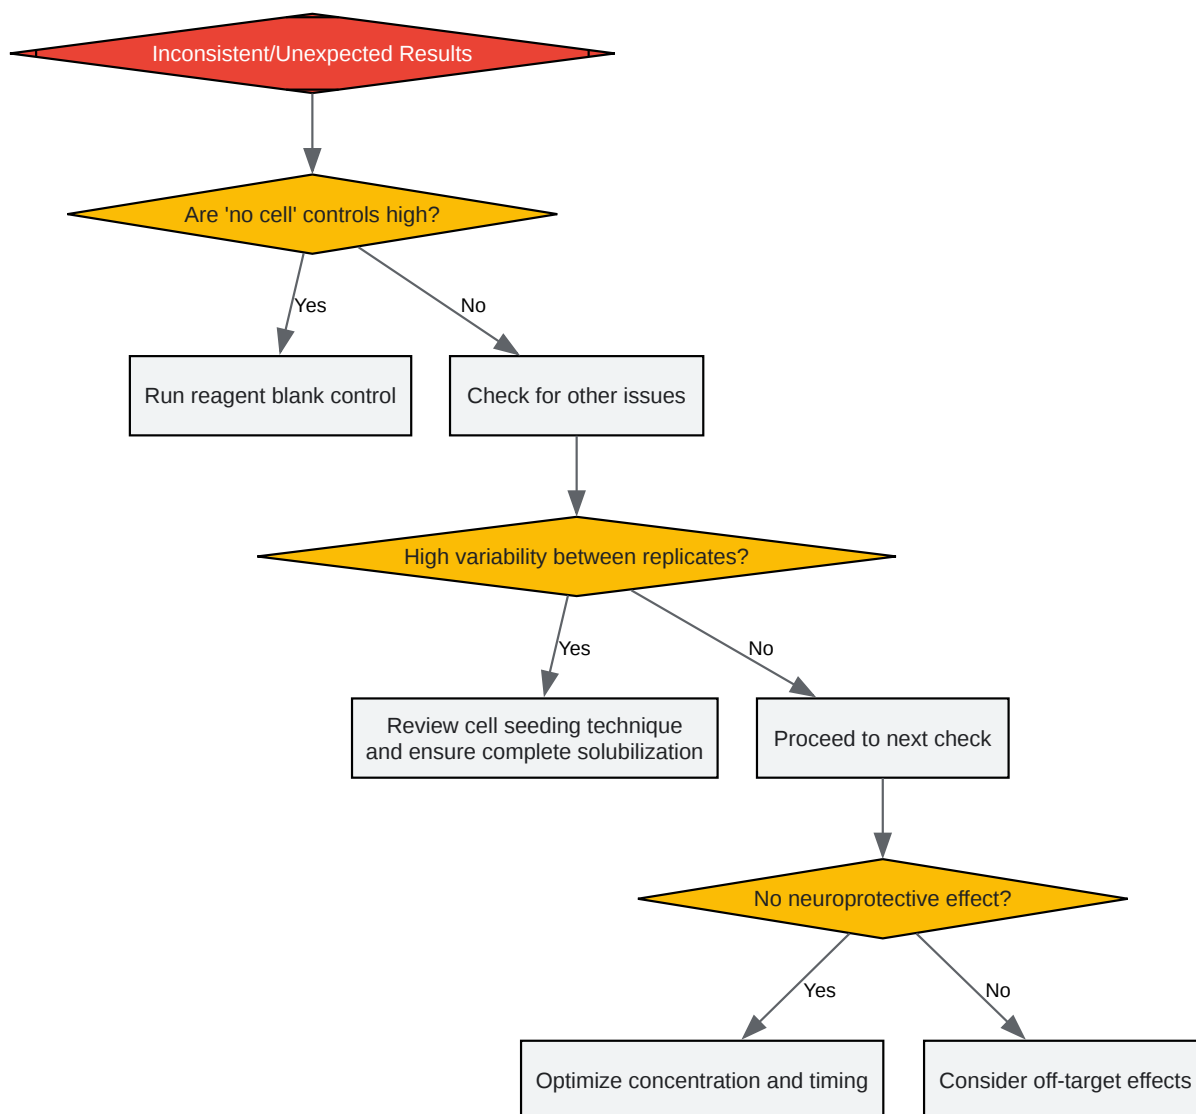 Inconsistent/Unexpected Results
Are 'no cell' controls high?
Yes
No
Run reagent blank control
Check for other issues
High variability between replicates?
Yes
No
Review cell seeding technique
and ensure complete solubilization
Proceed to next check
No neuroprotective effect?
Yes
No
Optimize concentration and timing
Consider off-target effects